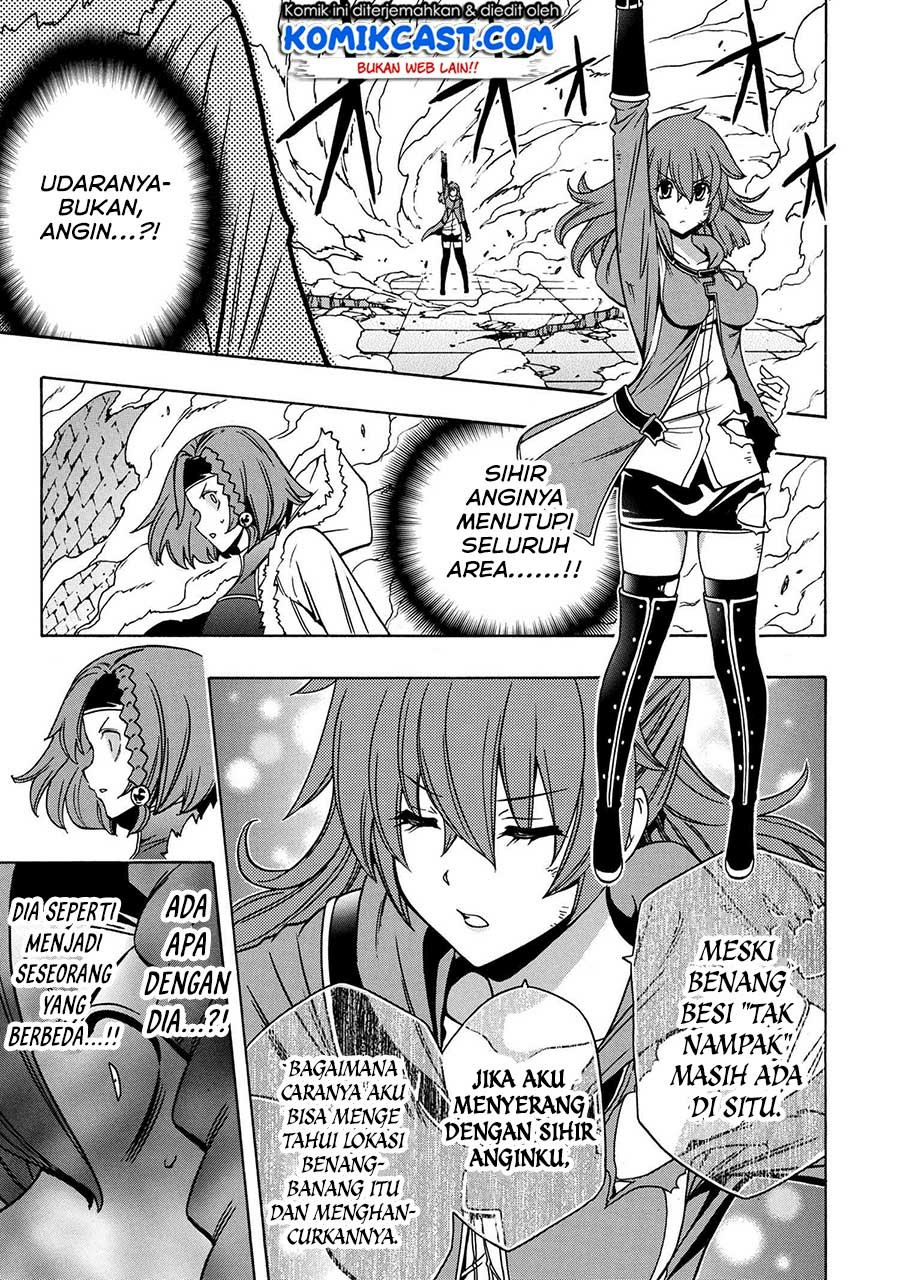 Komik ini diterjemahkan & diedit oleh
KOMIKCAST.COM
BUKAN WEB LAIN!!
UDARANYA-
BUKAN,
ANGIN...?!
SIHIR
ANGINYA
MENUTUPI
SELURUH
AREA......!!
MESKI
BENANG
BESI "TAK
NAMPAK"
MASIH ADA
DI SITU.
JIKA AKU
MENYERANG
DENGAN SIHIR
ANGINKU,
BAGAIMANA
CARANYA AKU
BISA MENGE
TAHUI LOKASI
BENANG-
BANANG ITU
DAN MENGHAN-
CURKANNYA.
ADA
APA
DENGAN
DIA...?!
DIA SEPERTI
MENJADI
SESEORANG
YANG
BERBEDA...!!